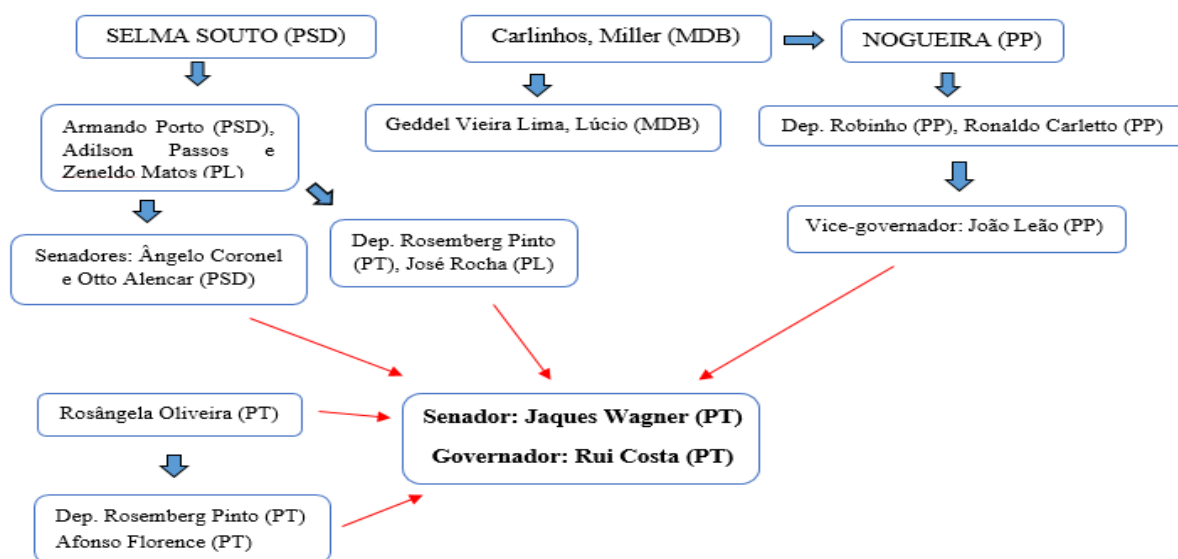 SELMA SOUTO (PSD)
Carlinhos, Miller (MDB)
NOGUEIRA (PP)
Armando Porto (PSD),
Adilson Passos e
Zeneldo Matos (PL)
Geddel Vieira Lima, Lúcio (MDB)
Dep. Robinho (PP), Ronaldo Carletto (PP)
Senadores: Ângelo Coronel
e Otto Alencar (PSD)
Dep. Rosemberg Pinto
(PT), José Rocha (PL)
Vice-governador: João Leão (PP)
Rosângela Oliveira (PT)
Senador: Jaques Wagner (PT)
Governador: Rui Costa (PT)
Dep. Rosemberg Pinto (PT)
Afonso Florence (PT)